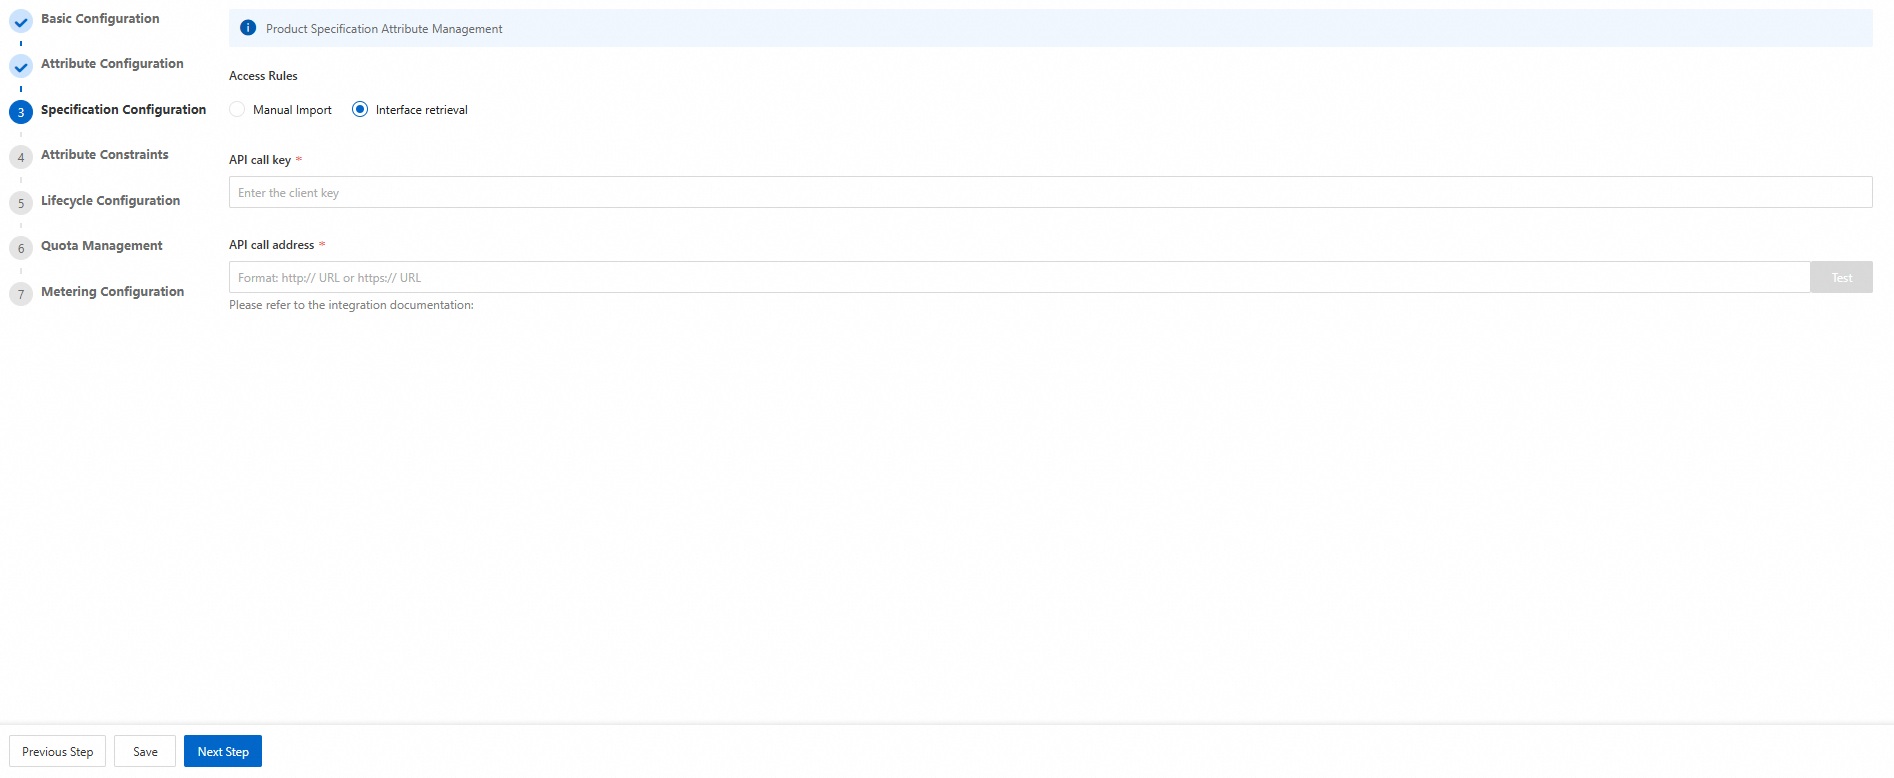 Basic Configuration
Attribute Configuration
3 Specification Configuration
4 Attribute Constraints
5 Lifecycle Configuration
6 Quota Management
7 Metering Configuration
Product Specification Attribute Management
Access Rules
Manual Import Interface retrieval
API call key *
Enter the client key
API call address *
Format: http:// URL or https:// URL Test
Please refer to the integration documentation:
Previous Step Save Next Step